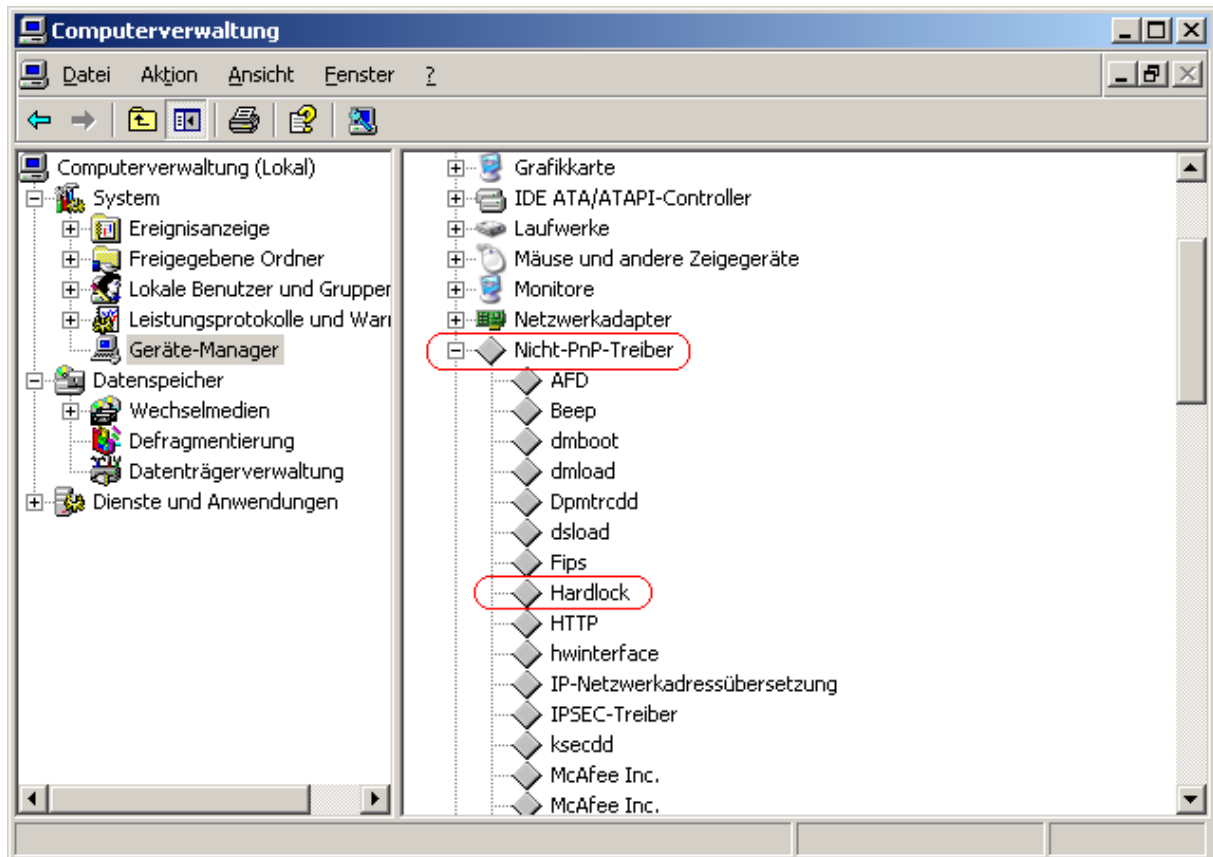 Computerverwaltung
Datei Aktion Ansicht Fenster ?
Computerverwaltung (Lokal)
System
Ereignisanzeige
Freigegebene Ordner
Lokale Benutzer und Gruppen
Leistungsprotokolle und Warn
Geräte-Manager
Datenspeicher
Wechselmedien
Defragmentierung
Datenträgerverwaltung
Dienste und Anwendungen
Grafikkarte
IDE ATA/ATAPI-Controller
Laufwerke
Mäuse und andere Zeigegeräte
Monitore
Netzwerkadapter
Nicht-PnP-Treiber
AFD
Beep
dmboot
dmload
Dpmtrcdd
dsload
Fips
Hardlock
HTTP
hwinterface
IP-Netzwerkadressübersetzung
IPSEC-Treiber
ksecdd
McAfee Inc.
McAfee Inc.